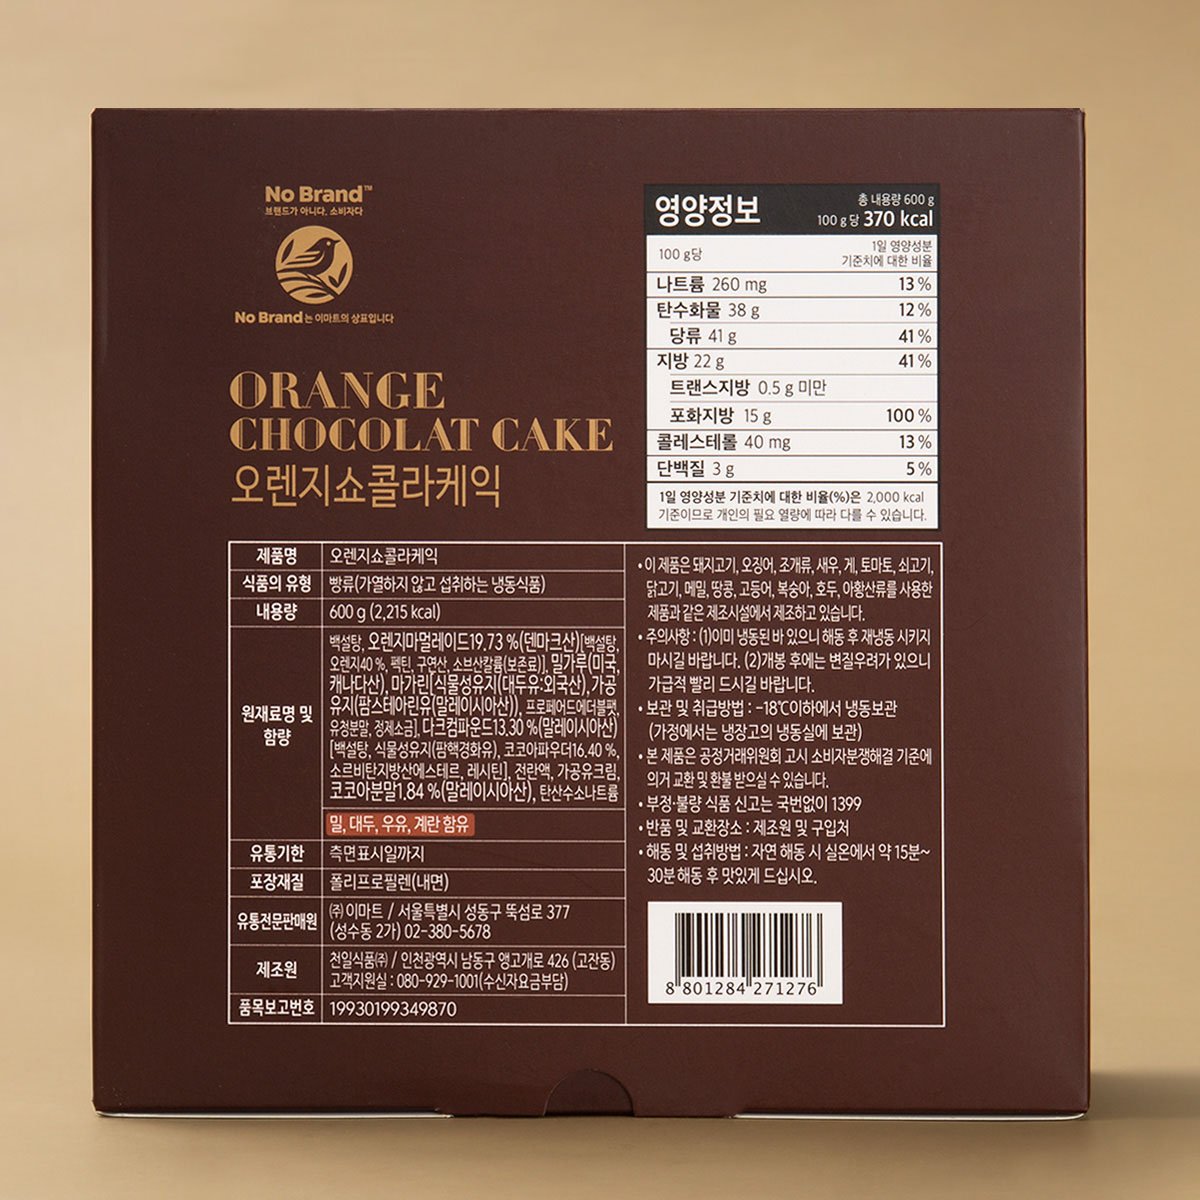 No Brand™
브랜드가 아니다. 소비자다
No Brand는 이마트의 상표입니다
ORANGE
CHOCOLAT CAKE
오렌지쇼콜라케익
영양정보
총 내용량 600 g
100 g당 370 kcal
100 g당
1일 영양성분
기준치에 대한 비율
나트륨 260 mg 13 %
탄수화물 38 g 12 %
당류 41 g 41 %
지방 22 g 41 %
트랜스지방 0.5 g 미만
포화지방 15 g 100 %
콜레스테롤 40 mg 13 %
단백질 3 g 5 %
1일 영양성분 기준치에 대한 비율(%)은 2,000 kcal
기준이므로 개인의 필요 열량에 따라 다를 수 있습니다.
제품명 오렌지쇼콜라케익
식품의 유형 빵류(가열하지 않고 섭취하는 냉동식품)
내용량 600 g (2,215 kcal)
원재료명 및
함량
백설탕, 오렌지마멀레이드19.73 %(덴마크산)[백설탕,
오렌지40 %, 펙틴, 구연산, 소브산칼륨(보존료)], 밀가루(미국,
캐나다산), 마가린[식물성유지(대두유:외국산), 가공
유지(팜스테아린유(말레이시아산)), 프로페어드에더블팻,
유청분말, 정제소금], 다크컴파운드13.30 %(말레이시아산)
[백설탕, 식물성유지(팜핵경화유), 코코아파우더16.40 %,
소르비탄지방산에스테르, 레시틴], 전란액, 가공유크림,
코코아분말1.84 %(말레이시아산), 탄산수소나트륨
밀, 대두, 우유, 계란 함유
유통기한 측면표시일까지
포장재질 폴리프로필렌(내면)
유통전문판매원 ㈜이마트 / 서울특별시 성동구 뚝섬로 377
(성수동 2가) 02-380-5678
제조원 천일식품㈜ / 인천광역시 남동구 앵고개로 426 (고잔동)
고객지원실 : 080-929-1001(수신자요금부담)
품목보고번호 19930199349870
• 이 제품은 돼지고기, 오징어, 조개류, 새우, 게, 토마토, 쇠고기,
닭고기, 메밀, 땅콩, 고등어, 복숭아, 호두, 아황산류를 사용한
제품과 같은 제조시설에서 제조하고 있습니다.
• 주의사항 : (1)이미 냉동된 바 있으니 해동 후 재냉동 시키지
마시길 바랍니다. (2)개봉 후에는 변질우려가 있으니
가급적 빨리 드시길 바랍니다.
• 보관 및 취급방법 : -18℃이하에서 냉동보관
(가정에서는 냉장고의 냉동실에 보관)
• 본 제품은 공정거래위원회 고시 소비자분쟁해결 기준에
의거 교환 및 환불 받으실 수 있습니다.
• 부정·불량 식품 신고는 국번없이 1399
• 반품 및 교환장소 : 제조원 및 구입처
• 해동 및 섭취방법 : 자연 해동 시 실온에서 약 15분~
30분 해동 후 맛있게 드십시오.
8 801284 271276